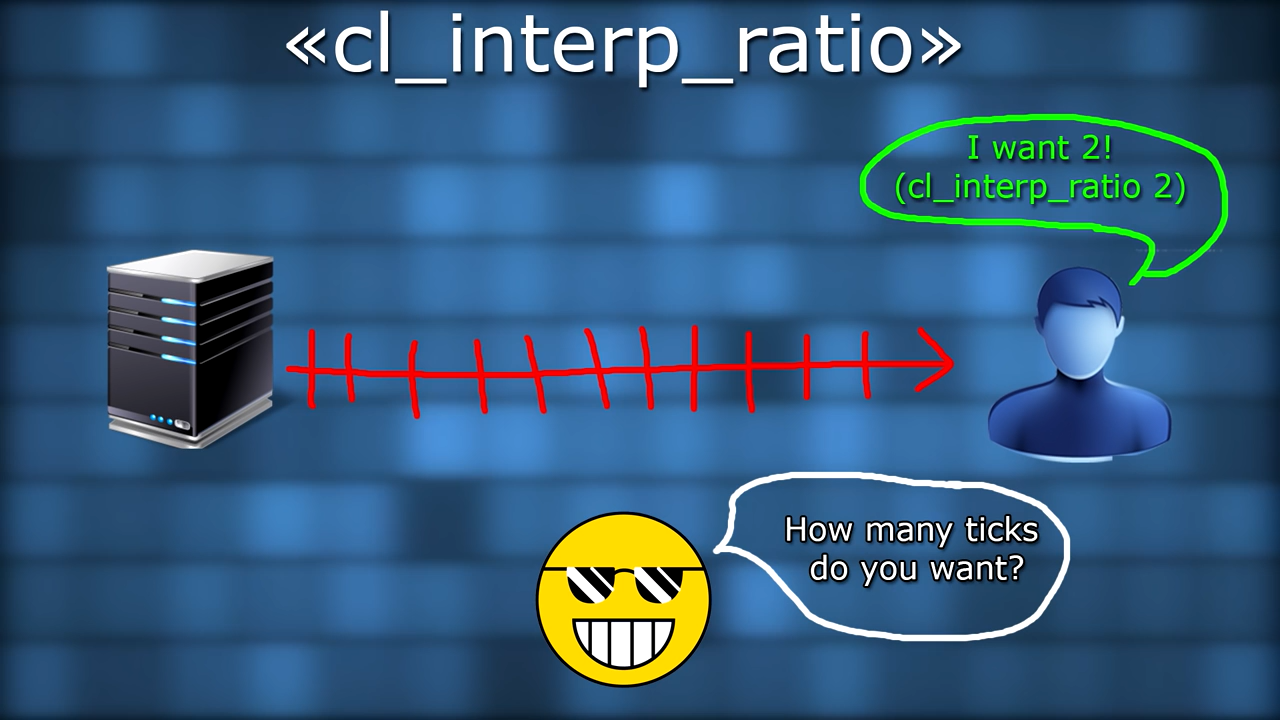 «cl_interp_ratio»
I want 2!
(cl_interp_ratio 2)
How many ticks
do you want?